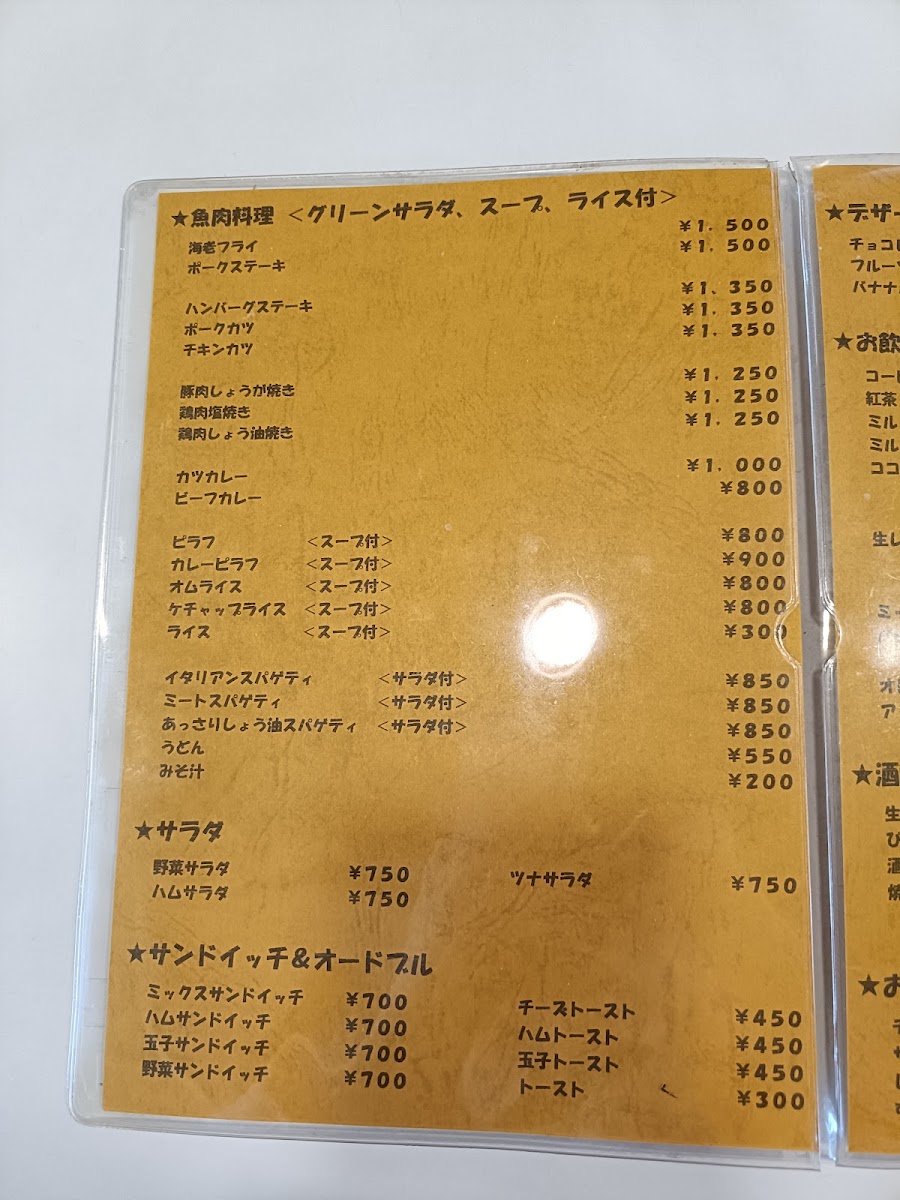 ★魚肉料理 <グリーンサラダ、スープ、ライス付>
海老フライ ¥1.500
ポークステーキ ¥1.500
ハンバーグステーキ ¥1、350
ポークカツ ¥1.350
チキンカツ ¥1.350
豚肉しょうが焼き ¥1.250
鶏肉塩焼き ¥1.250
鶏肉しょう油焼き ¥1.250
カツカレー ¥1.000
ビーフカレー ¥800
ピラフ <スープ付> ¥800
カレーピラフ <スープ付> ¥900
オムライス <スープ付> ¥800
ケチャップライス <スープ付> ¥800
ライス <スープ付> ¥300
イタリアンスパゲティ <サラダ付> ¥850
ミートスパゲティ <サラダ付> ¥850
あっさりしょう油スパゲティ <サラダ付> ¥850
うどん ¥550
みそ汁 ¥200
★サラダ
野菜サラダ ¥750 ツナサラダ ¥750
ハムサラダ ¥750
★サンドイッチ&オードブル
ミックスサンドイッチ ¥700 チーズトースト ¥450
ハムサンドイッチ ¥700 ハムトースト ¥450
玉子サンドイッチ ¥700 玉子トースト ¥450
野菜サンドイッチ ¥700 トースト ¥300
★デザー
チョコ
フルー
バナナ
★お飲
コーヒ
紅茶
ミル
ミル
ココ
生レ
ミー
ア
★酒
生
び
酒
焼
★お